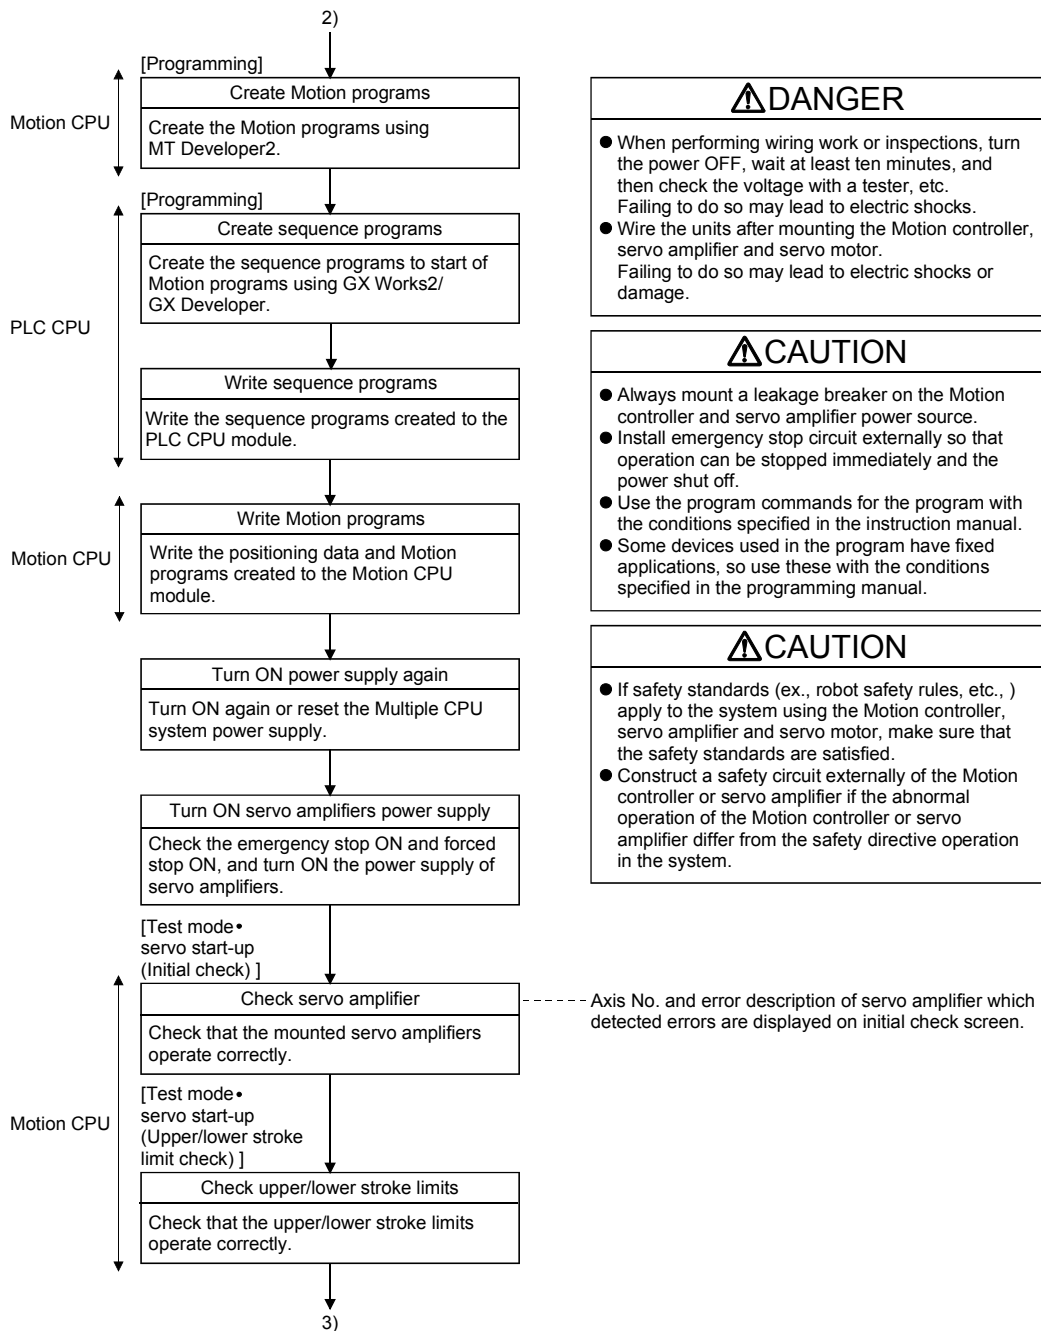 2)
[Programming]
Motion CPU
Create Motion programs
Create the Motion programs using
MT Developer2.
[Programming]
PLC CPU
Create sequence programs
Create the sequence programs to start of
Motion programs using GX Works2/
GX Developer.
Write sequence programs
Write the sequence programs created to the
PLC CPU module.
Motion CPU
Write Motion programs
Write the positioning data and Motion
programs created to the Motion CPU
module.
Turn ON power supply again
Turn ON again or reset the Multiple CPU
system power supply.
Turn ON servo amplifiers power supply
Check the emergency stop ON and forced
stop ON, and turn ON the power supply of
servo amplifiers.
[Test mode•
servo start-up
(Initial check) ]
Motion CPU
Check servo amplifier
Check that the mounted servo amplifiers
operate correctly.
Axis No. and error description of servo amplifier which
detected errors are displayed on initial check screen.
[Test mode•
servo start-up
(Upper/lower stroke
limit check) ]
Check upper/lower stroke limits
Check that the upper/lower stroke limits
operate correctly.
3)
⚠DANGER
● When performing wiring work or inspections, turn
the power OFF, wait at least ten minutes, and
then check the voltage with a tester, etc.
Failing to do so may lead to electric shocks.
● Wire the units after mounting the Motion controller,
servo amplifier and servo motor.
Failing to do so may lead to electric shocks or
damage.
⚠CAUTION
● Always mount a leakage breaker on the Motion
controller and servo amplifier power source.
● Install emergency stop circuit externally so that
operation can be stopped immediately and the
power shut off.
● Use the program commands for the program with
the conditions specified in the instruction manual.
● Some devices used in the program have fixed
applications, so use these with the conditions
specified in the programming manual.
⚠CAUTION
● If safety standards (ex., robot safety rules, etc., )
apply to the system using the Motion controller,
servo amplifier and servo motor, make sure that
the safety standards are satisfied.
● Construct a safety circuit externally of the Motion
controller or servo amplifier if the abnormal
operation of the Motion controller or servo
amplifier differ from the safety directive operation
in the system.